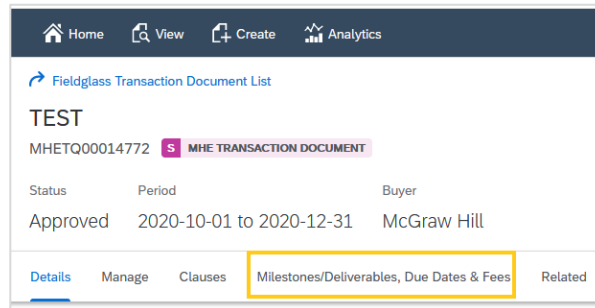 Home View Create Analytics
Fieldglass Transaction Document List
TEST
MHETQ00014772 S MHE TRANSACTION DOCUMENT
Status Period Buyer
Approved 2020-10-01 to 2020-12-31 McGraw Hill
Details Manage Clauses Milestones/Deliverables, Due Dates & Fees Related